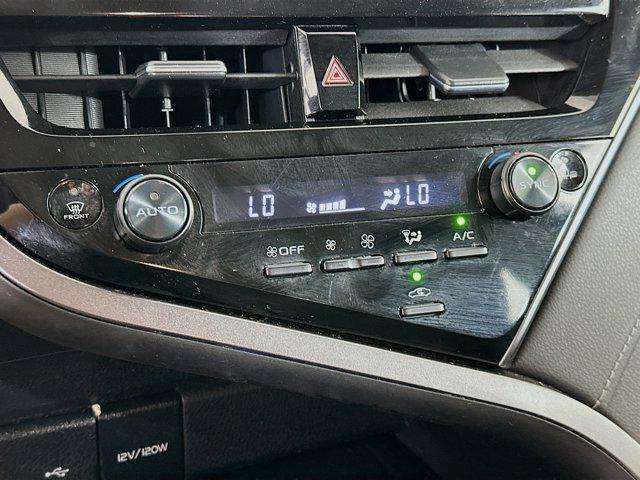 FRONT
AUTO
LO
LO
SYNC
OFF
A/C
12V/120W